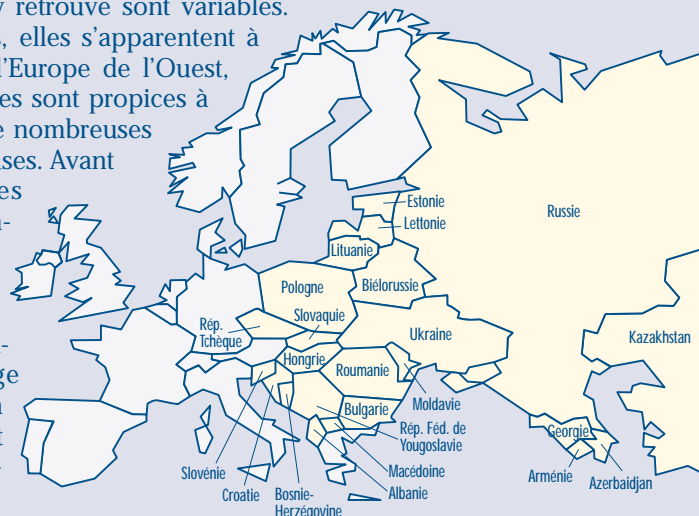 y retrouve sont variables.
s, elles s'apparentent à
l'Europe de l'Ouest,
es sont propices à
e nombreuses
ses. Avant
es
n-
n-
ge
n
t
Estonie
Lettonie
Lituanie
Russie
Pologne
Biélorussie
Slovaquie
Rép.
Tchèque
Ukraine
Kazakhstan
Hongrie
Roumanie
Moldavie
Bulgarie
Rép. Féd. de
Yougoslavie
Géorgie
Slovénie
Croatie
Bosnie-
Herzégovine
Macédoine
Albanie
Arménie
Azerbaidjan